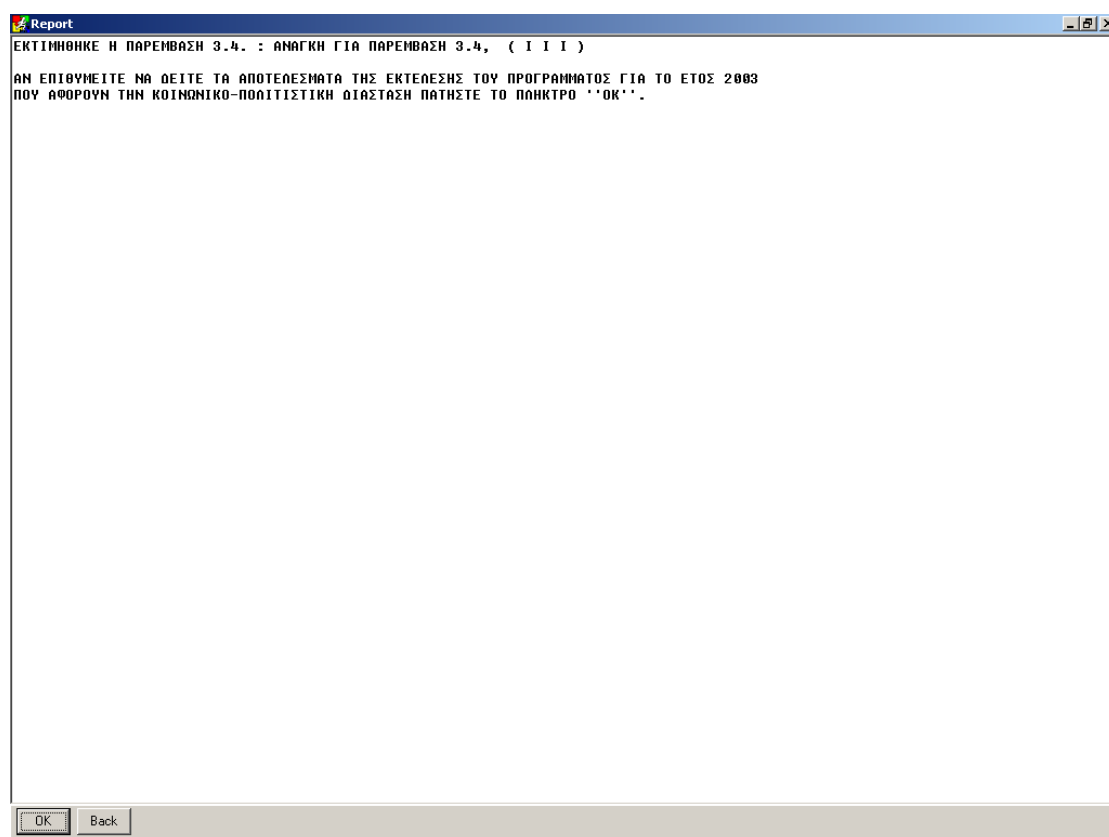 Report
ΕΚΤΙΜΗΘΗΚΕ Η ΠΑΡΕΜΒΑΣΗ 3.4. : ΑΝΑΓΚΗ ΓΙΑ ΠΑΡΕΜΒΑΣΗ 3.4, ( Ι Ι Ι )
ΑΝ ΕΠΙΘΥΜΕΙΤΕ ΝΑ ΔΕΙΤΕ ΤΑ ΑΠΟΤΕΛΕΣΜΑΤΑ ΤΗΣ ΕΚΤΕΛΕΣΗΣ ΤΟΥ ΠΡΟΓΡΑΜΜΑΤΟΣ ΓΙΑ ΤΟ ΕΤΟΣ 2003
ΠΟΥ ΑΦΟΡΟΥΝ ΤΗΝ ΚΟΙΝΩΝΙΚΟ-ΠΟΛΙΤΙΣΤΙΚΗ ΔΙΑΣΤΑΣΗ ΠΑΤΗΣΤΕ ΤΟ ΠΛΗΚΤΡΟ ''ΟΚ''.
OK Back